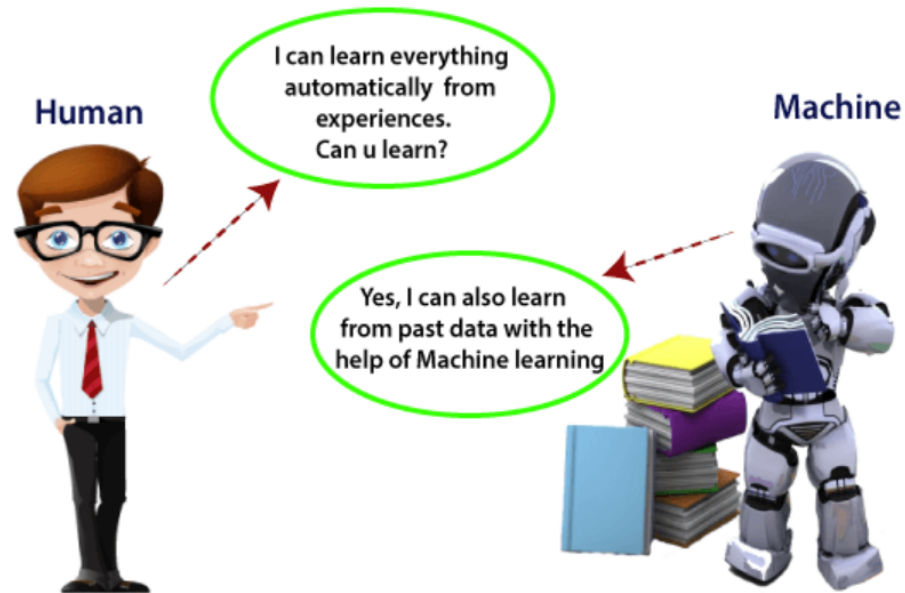 Human
I can learn everything
automatically from
experiences.
Can u learn?
Machine
Yes, I can also learn
from past data with the
help of Machine learning